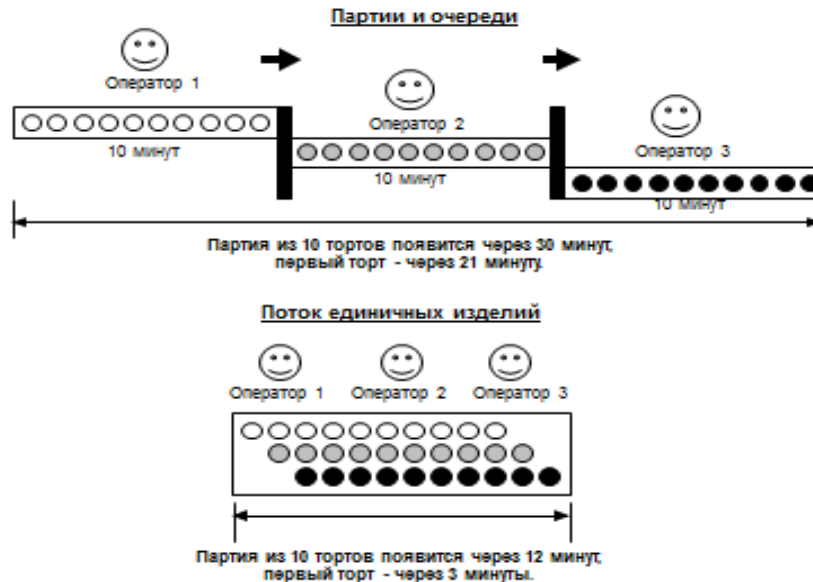 Партии и очереди
Оператор 1
Оператор 2
Оператор 3
10 минут
10 минут
10 минут
Партия из 10 тортов появится через 30 минут,
первый торт - через 21 минуту.
Поток единичных изделий
Оператор 1 Оператор 2 Оператор 3
Партия из 10 тортов появится через 12 минут,
первый торт - через 3 минуты.